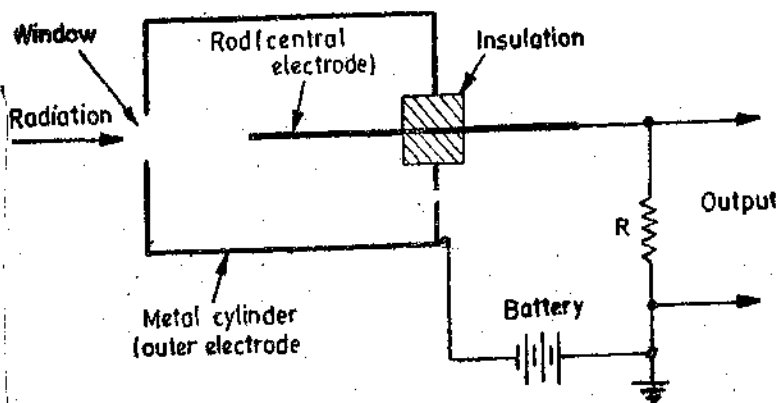 Window
Rod (central
electrode)
Insulation
Radiation
Output
R
Metal cylinder
(outer electrode
Battery